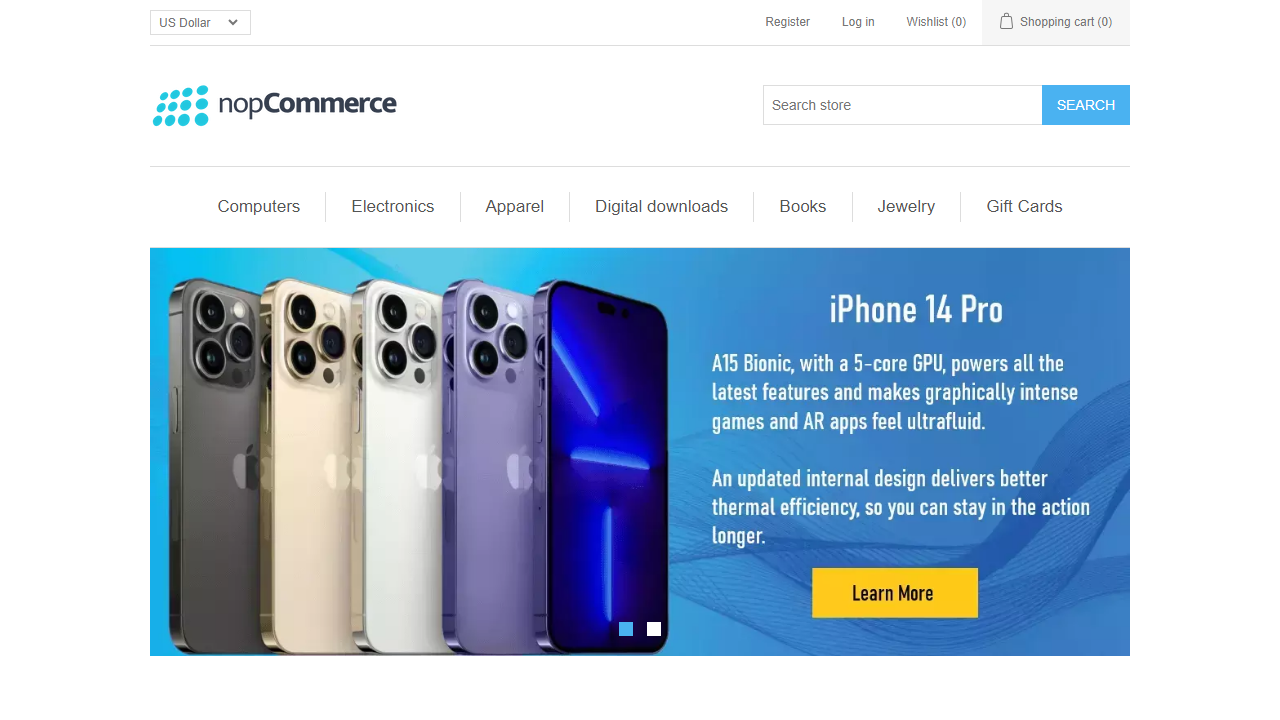 US Dollar
Register
Log in
Wishlist (0)
Shopping cart (0)
nopCommerce
Search store
SEARCH
Computers
Electronics
Apparel
Digital downloads
Books
Jewelry
Gift Cards
iPhone 14 Pro
A15 Bionic, with a 5-core GPU, powers all the
latest features and makes graphically intense
games and AR apps feel ultrafluid.
An updated internal design delivers better
thermal efficiency, so you can stay in the action
longer.
Learn More